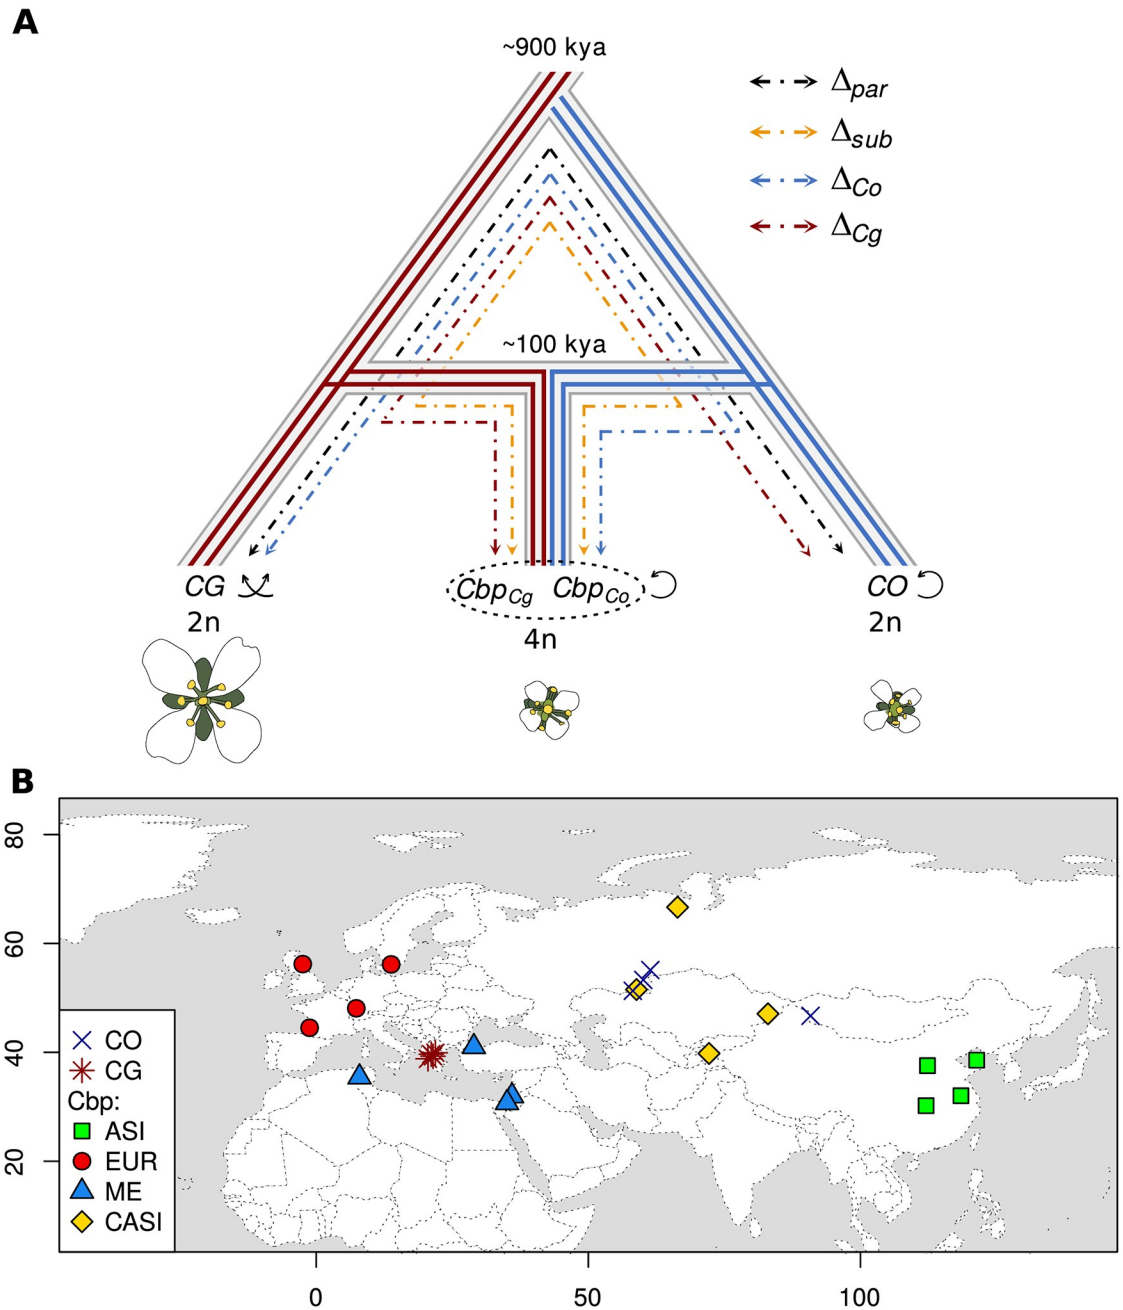 A
~900 kya
Δpar
Δsub
ΔCo
ΔCg
~100 kya
CG
CbpCg
CbpCo
CO
2n
4n
2n
B
80
60
40
20
CO
CG
Cbp:
ASI
EUR
ME
CASI
0
50
100